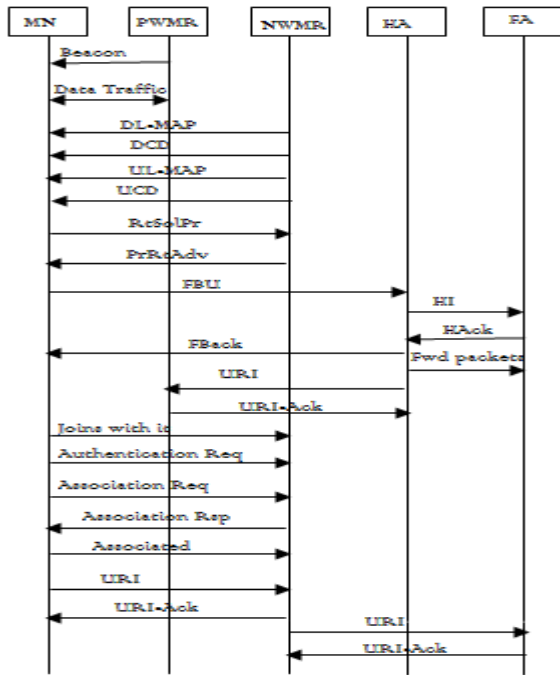 MN PWMR NWMR HA FA
Beacon
Data Traffic
DL-MAP
DCD
UL-MAP
UCD
RtSolPr
PrRtAdv
FBU
HI
HAck
FBack
Fwd packets
URI
URI-Ack
Joins with it
Authentication Req
Association Req
Association Rsp
Associated
URI
URI-Ack
URI
URI-Ack